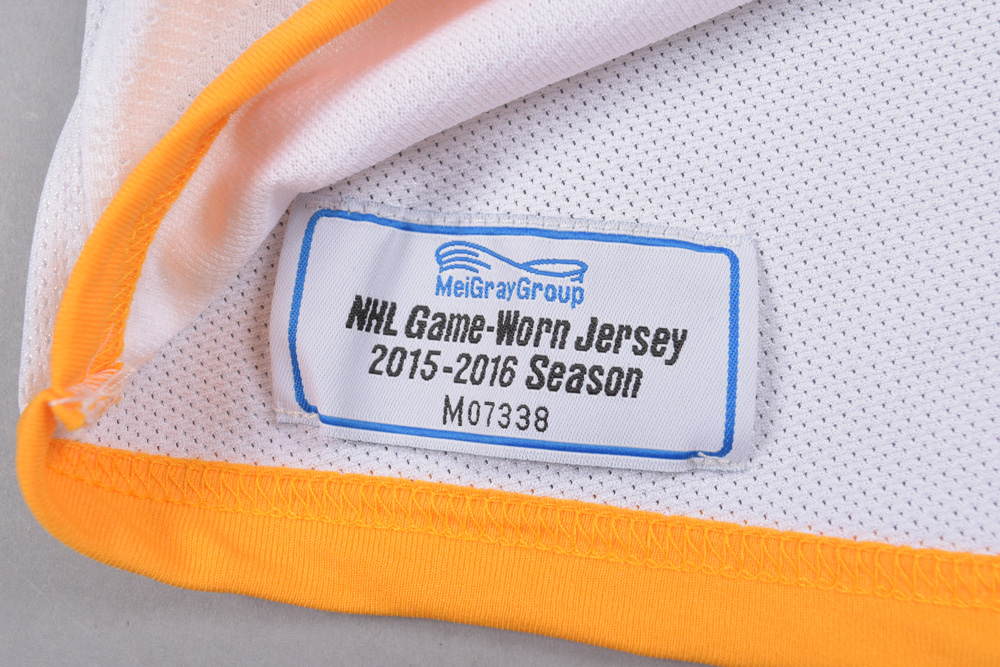 MeiGrayGroup
NHL Game-Worn Jersey
2015-2016 Season
M07338